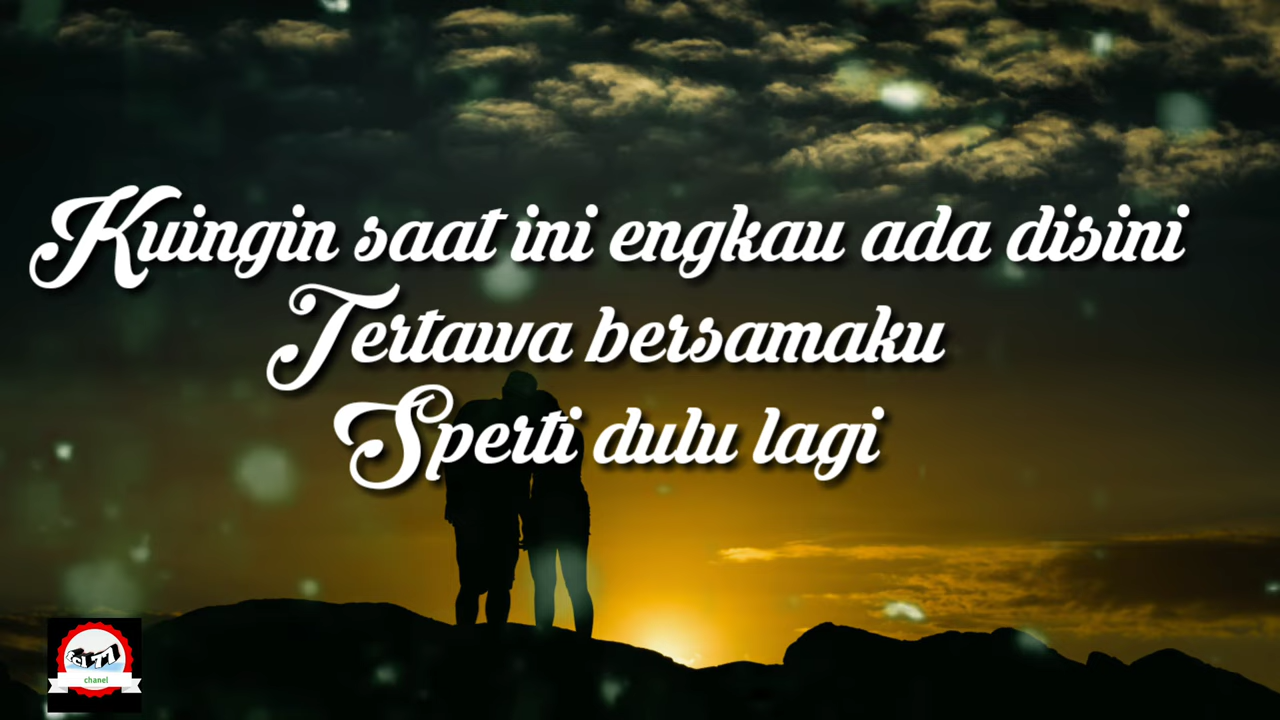 Kuingin saat ini engkau ada disini
Tertawa bersamaku
Sperti dulu lagi
chanel